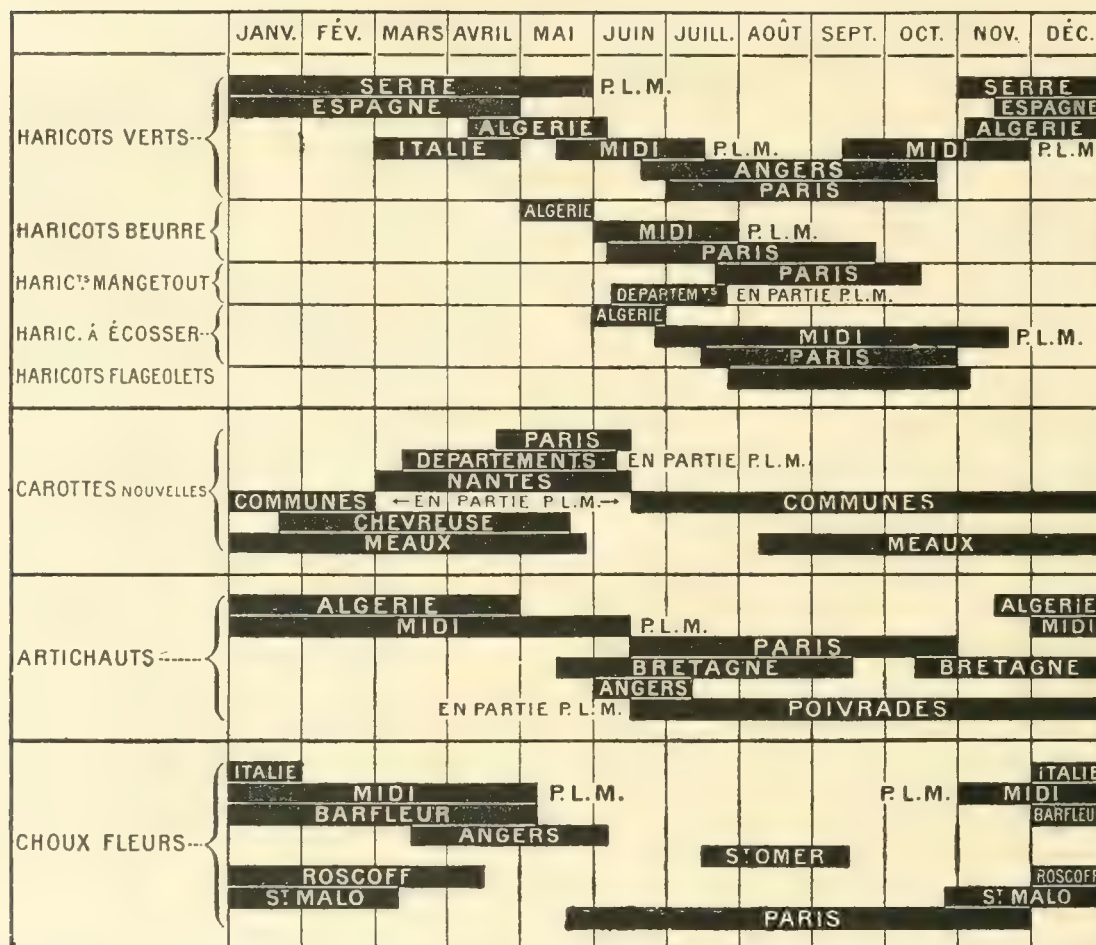 JANV. FÉV. MARS AVRIL MAI JUIN JUILL. AOÛT SEPT. OCT. NOV. DÉC.
HARICOTS VERTS
SERRE P.L.M. SERRE
ESPAGNE ESPAGNE
ALGERIE ALGERIE
ITALIE MIDI P.L.M. MIDI P.L.M
ANGERS
PARIS
HARICOTS BEURRE
ALGERIE
MIDI P.L.M.
PARIS
HARICTS MANGETOUT
PARIS
DEPARTEMTS EN PARTIE P.L.M.
HARIC. À ÉCOSSER
ALGERIE
MIDI P.L.M.
PARIS
HARICOTS FLAGEOLETS
CAROTTES NOUVELLES
PARIS
DEPARTEMENTS EN PARTIE P.L.M.
NANTES
COMMUNES ←EN PARTIE P.L.M.→ COMMUNES
CHEVREUSE
MEAUX MEAUX
ARTICHAUTS
ALGERIE ALGERIE
MIDI P.L.M. MIDI
PARIS
BRETAGNE BRETAGNE
ANGERS
EN PARTIE P.L.M. POIVRADES
CHOUX FLEURS
ITALIE ITALIE
MIDI P.L.M. P.L.M. MIDI
BARFLEUR BARFLEUR
ANGERS
ST OMER
ROSCOFF ROSCOFF
ST MALO ST MALO
PARIS